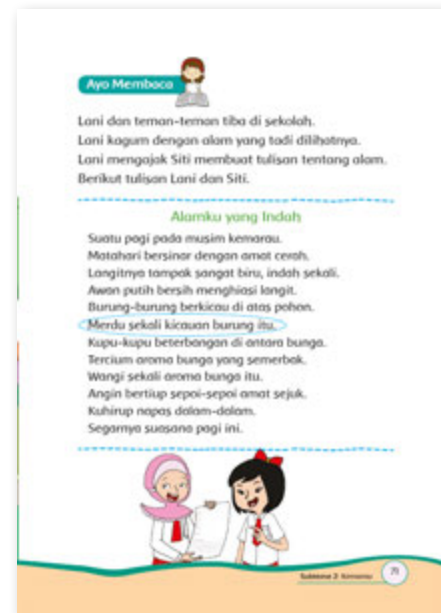 Ayo Membaca
Lani dan teman-teman tiba di sekolah.
Lani kagum dengan alam yang tadi dilihatnya.
Lani mengajak Siti membuat tulisan tentang alam.
Berikut tulisan Lani dan Siti.
Alamku yang Indah
Suatu pagi pada musim kemarau.
Matahari bersinar dengan amat cerah.
Langitnya tampak sangat biru, indah sekali.
Awan putih bersih menghiasi langit.
Burung-burung berkicau di atas pohon.
Merdu sekali kicauan burung itu.
Kupu-kupu beterbangan di antara bunga.
Tercium aroma bunga yang semerbak.
Wangi sekali aroma bunga itu.
Angin bertiup sepoi-sepoi amat sejuk.
Kuhirup napas dalam-dalam.
Segarnya suasana pagi ini.
Subtema 2 Kemarau
71